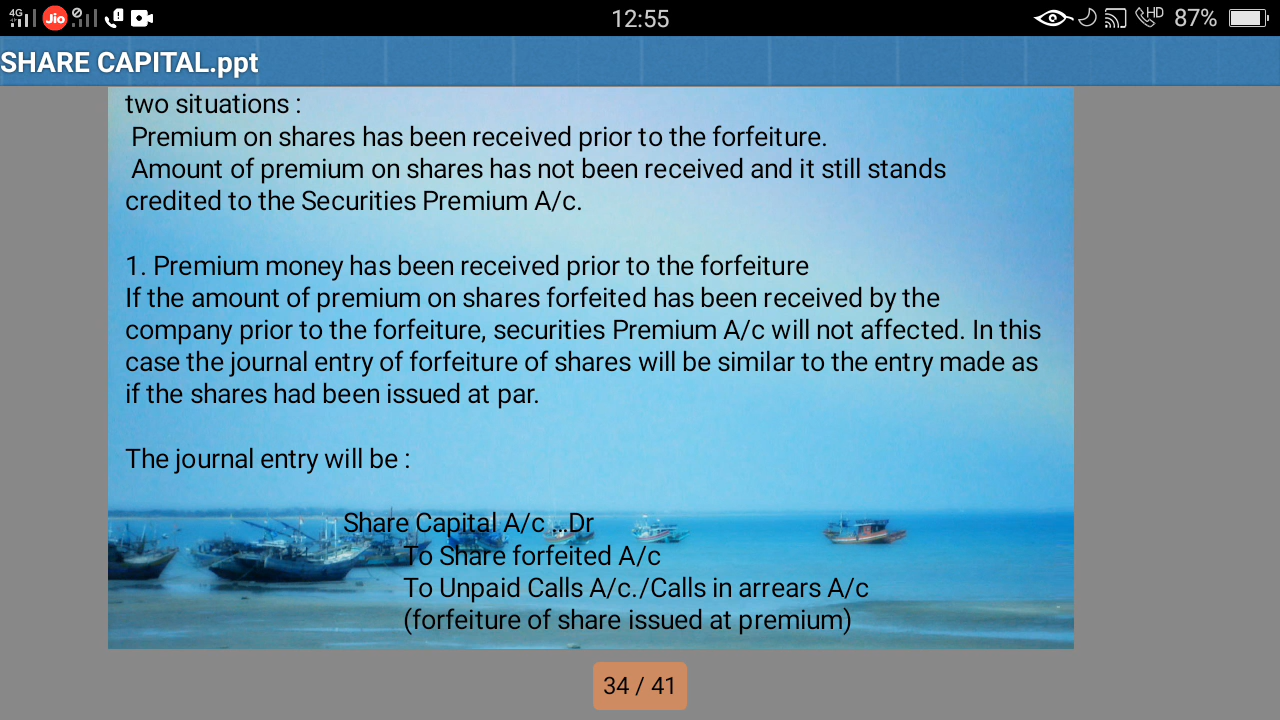 4G
Jio
12:55
HD
87%
SHARE CAPITAL.ppt
two situations :
Premium on shares has been received prior to the forfeiture.
Amount of premium on shares has not been received and it still stands
credited to the Securities Premium A/c.
1. Premium money has been received prior to the forfeiture
If the amount of premium on shares forfeited has been received by the
company prior to the forfeiture, securities Premium A/c will not affected. In this
case the journal entry of forfeiture of shares will be similar to the entry made as
if the shares had been issued at par.
The journal entry will be :
Share Capital A/c ...Dr
To Share forfeited A/c
To Unpaid Calls A/c./Calls in arrears A/c
(forfeiture of share issued at premium)
34 / 41